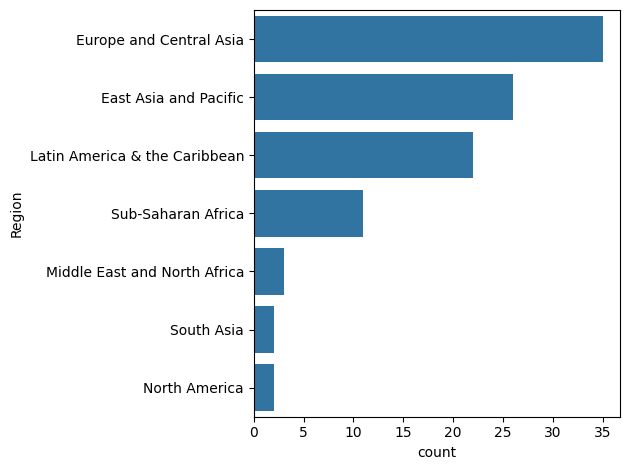 Europe and Central Asia
East Asia and Pacific
Latin America & the Caribbean
Sub-Saharan Africa
Middle East and North Africa
South Asia
North America
Region
0 5 10 15 20 25 30 35
count